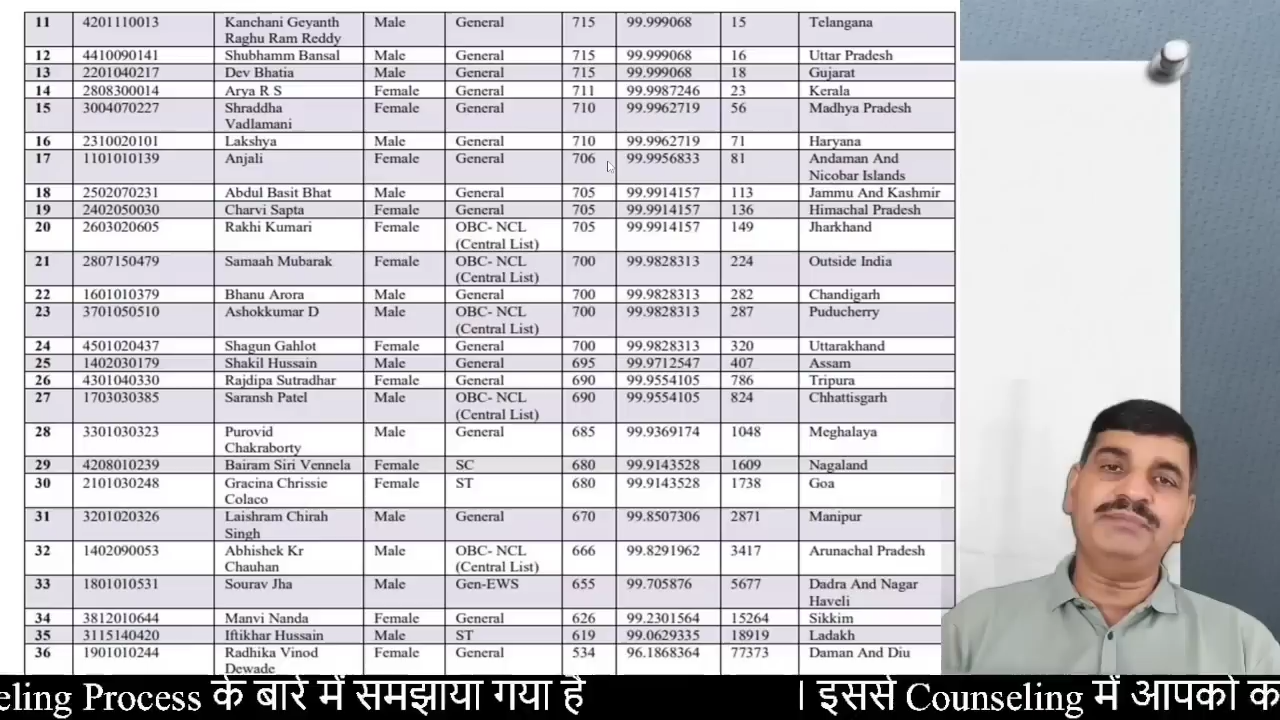 11 4201110013 Kanchani Geyanth Male General 715 99.999068 15 Telangana
Raghu Ram Reddy
12 4410090141 Shubhamm Bansal Male General 715 99.999068 16 Uttar Pradesh
13 2201040217 Dev Bhatia Male General 715 99.999068 18 Gujarat
14 2808300014 Arya R S Female General 711 99.9987246 23 Kerala
15 3004070227 Shraddha Female General 710 99.9962719 56 Madhya Pradesh
Vadlamani
16 2310020101 Lakshya Male General 710 99.9962719 71 Haryana
17 1101010139 Anjali Female General 706 99.9956833 81 Andaman And
Nicobar Islands
18 2502070231 Abdul Basit Bhat Male General 705 99.9914157 113 Jammu And Kashmir
19 2402050030 Charvi Sapta Female General 705 99.9914157 136 Himachal Pradesh
20 2603020605 Rakhi Kumari Female OBC- NCL 705 99.9914157 149 Jharkhand
(Central List)
21 2807150479 Samaah Mubarak Female OBC- NCL 700 99.9828313 224 Outside India
(Central List)
22 1601010379 Bhanu Arora Male General 700 99.9828313 282 Chandigarh
23 3701050510 Ashokkumar D Male OBC- NCL 700 99.9828313 287 Puducherry
(Central List)
24 4501020437 Shagun Gahlot Female General 700 99.9828313 320 Uttarakhand
25 1402030179 Shakil Hussain Male General 695 99.9712547 407 Assam
26 4301040330 Rajdipa Sutradhar Female General 690 99.9554105 786 Tripura
27 1703030385 Saransh Patel Male OBC- NCL 690 99.9554105 824 Chhattisgarh
(Central List)
28 3301030323 Purovid Male General 685 99.9369174 1048 Meghalaya
Chakraborty
29 4208010239 Bairam Siri Vennela Female SC 680 99.9143528 1609 Nagaland
30 2101030248 Gracina Chrissie Female ST 680 99.9143528 1738 Goa
Colaco
31 3201020326 Laishram Chirah Male General 670 99.8507306 2871 Manipur
Singh
32 1402090053 Abhishek Kr Male OBC- NCL 666 99.8291962 3417 Arunachal Pradesh
Chauhan (Central List)
33 1801010531 Sourav Jha Male Gen-EWS 655 99.705876 5677 Dadra And Nagar
Haveli
34 3812010644 Manvi Nanda Female General 626 99.2301564 15264 Sikkim
35 3115140420 Iftikhar Hussain Male ST 619 99.0629335 18919 Ladakh
36 1901010244 Radhika Vinod Female General 534 96.1868364 77373 Daman And Diu
Dewade
eling Process के बारे में समझाया गया है । इससे Counseling में आपको क